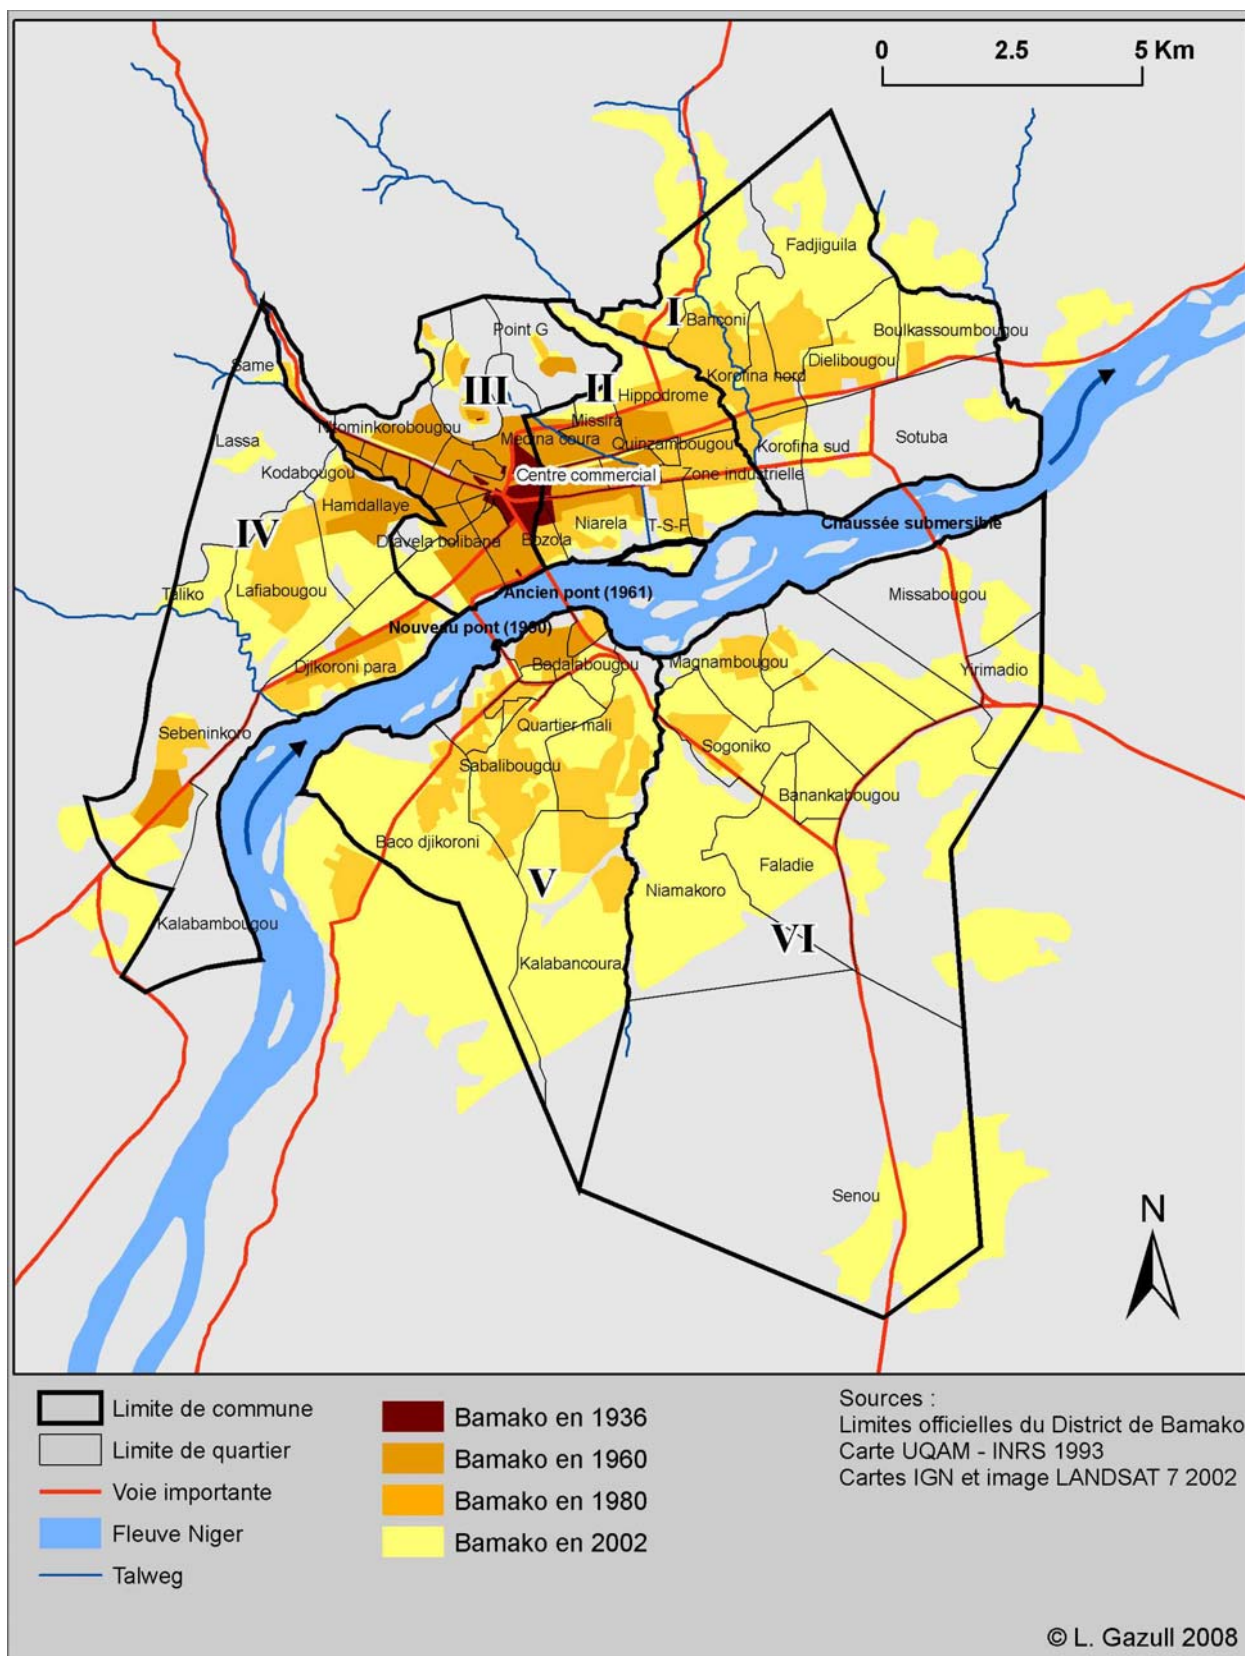 0 2.5 5 Km
Fadjiguila
I
Banconi
Boulkassoumbougou
Point G
Dielibougou
Same
Korofina nord
III
II
Hippodrome
Missira
Medina coura
Quinzambougou
Korofina sud
Sotuba
Lassa
Kodabougou
Centre commercial
Zone industrielle
Hamdallaye
Niarela
T-S-F
Chaussée submersible
IV
Bozola
Taliko
Lafiabougou
Ancien pont (1961)
Missabougou
Nouveau pont (1980)
Djikoroni para
Badalabougou
Magnambougou
Yirimadio
Sebeninkoro
Quartier mali
Sogoniko
Sabalibougou
Banankabougou
Baco djikoroni
Faladie
V
Niamakoro
Kalabambougou
VI
Kalabancoura
Senou
N
Limite de commune
Limite de quartier
Voie importante
Fleuve Niger
Talweg
Bamako en 1936
Bamako en 1960
Bamako en 1980
Bamako en 2002
Sources :
Limites officielles du District de Bamako
Carte UQAM - INRS 1993
Cartes IGN et image LANDSAT 7 2002
© L. Gazull 2008